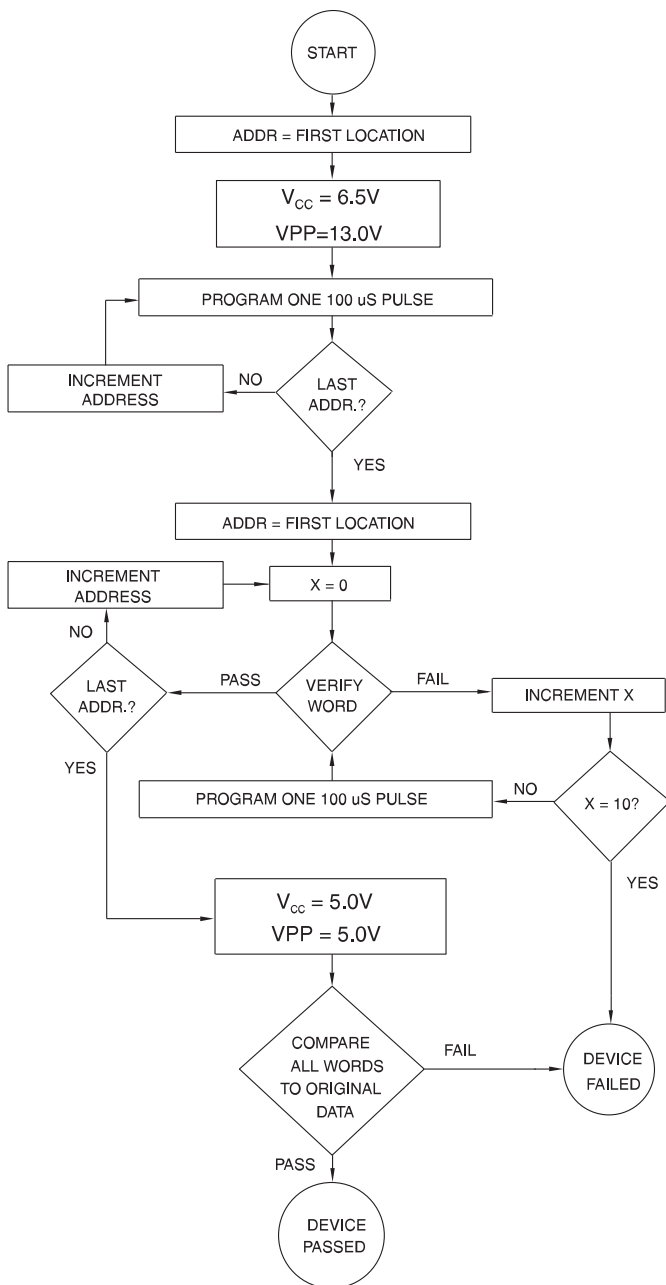 START
ADDR = FIRST LOCATION
VCC = 6.5V
VPP=13.0V
PROGRAM ONE 100 uS PULSE
INCREMENT
ADDRESS
NO
LAST
ADDR.?
YES
ADDR = FIRST LOCATION
INCREMENT
ADDRESS
X = 0
NO
LAST
ADDR.?
PASS
VERIFY
WORD
FAIL
INCREMENT X
YES
PROGRAM ONE 100 uS PULSE
NO
X = 10?
YES
VCC = 5.0V
VPP = 5.0V
COMPARE
ALL WORDS
TO ORIGINAL
DATA
FAIL
DEVICE
FAILED
PASS
DEVICE
PASSED